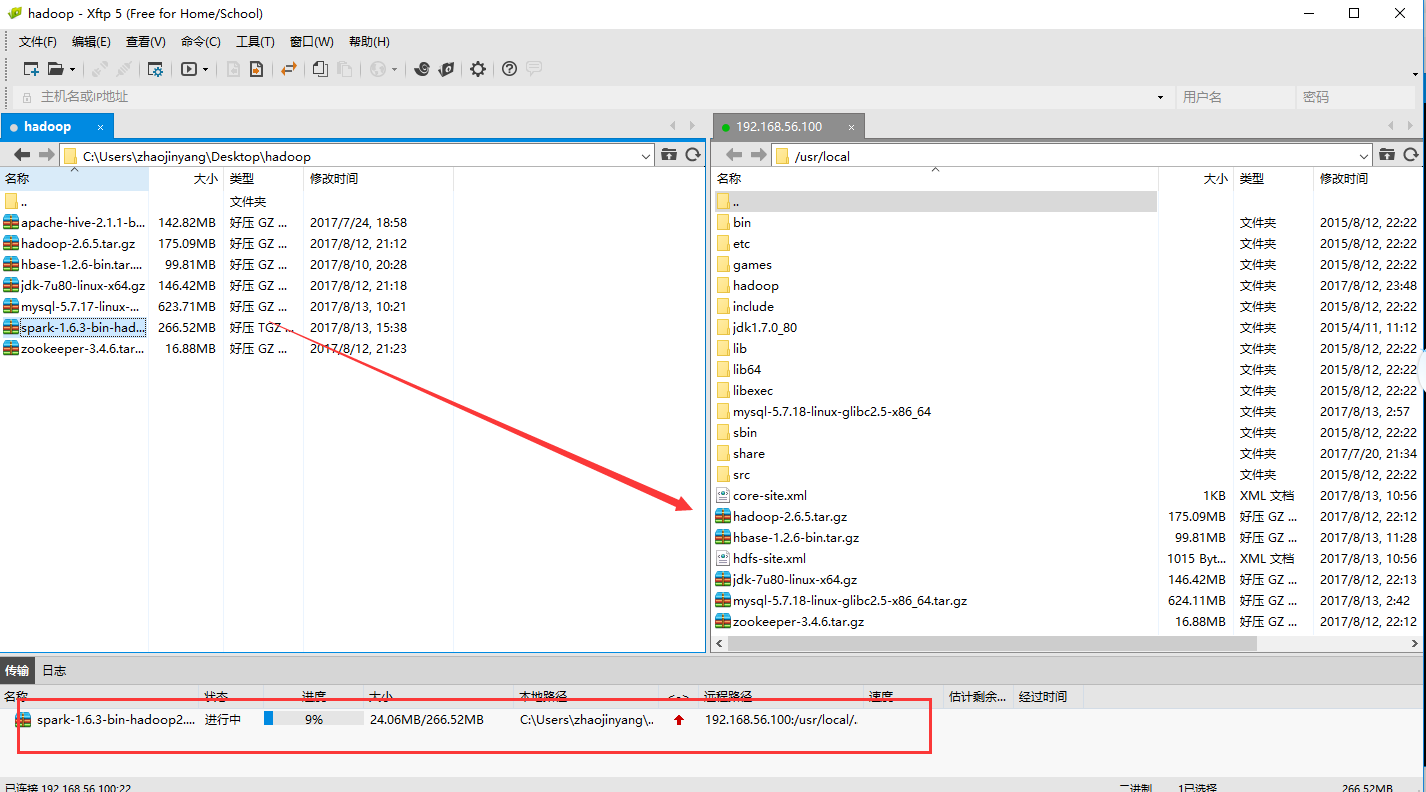 hadoop - Xftp 5 (Free for Home/School)
文件(F) 编辑(E) 查看(V) 命令(C) 工具(T) 窗口(W) 帮助(H)
主机名或IP地址 用户名 密码
hadoop × 192.168.56.100 ×
C:\Users\zhaojinyang\Desktop\hadoop /usr/local
名称 大小 类型 修改时间 名称 大小 类型 修改时间
.. 文件夹 ..
apache-hive-2.1.1-b... 142.82MB 好压 GZ ... 2017/7/24, 18:58 bin 文件夹 2015/8/12, 22:22
hadoop-2.6.5.tar.gz 175.09MB 好压 GZ ... 2017/8/12, 21:12 etc 文件夹 2015/8/12, 22:22
hbase-1.2.6-bin.tar.... 99.81MB 好压 GZ ... 2017/8/10, 20:28 games 文件夹 2015/8/12, 22:22
jdk-7u80-linux-x64.gz 146.42MB 好压 GZ ... 2017/8/12, 21:18 hadoop 文件夹 2017/8/12, 23:48
mysql-5.7.17-linux-... 623.71MB 好压 GZ ... 2017/8/13, 10:21 include 文件夹 2015/8/12, 22:22
spark-1.6.3-bin-had... 266.52MB 好压 TGZ ... 2017/8/13, 15:38 jdk1.7.0_80 文件夹 2015/4/11, 11:12
zookeeper-3.4.6.tar... 16.88MB 好压 GZ ... 2017/8/12, 21:23 lib 文件夹 2015/8/12, 22:22
lib64 文件夹 2015/8/12, 22:22
libexec 文件夹 2015/8/12, 22:22
mysql-5.7.18-linux-glibc2.5-x86_64 文件夹 2017/8/13, 2:57
sbin 文件夹 2015/8/12, 22:22
share 文件夹 2017/7/20, 21:34
src 文件夹 2015/8/12, 22:22
core-site.xml 1KB XML 文档 2017/8/13, 10:56
hadoop-2.6.5.tar.gz 175.09MB 好压 GZ ... 2017/8/12, 22:12
hbase-1.2.6-bin.tar.gz 99.81MB 好压 GZ ... 2017/8/13, 11:28
hdfs-site.xml 1015 Byt... XML 文档 2017/8/13, 10:56
jdk-7u80-linux-x64.gz 146.42MB 好压 GZ ... 2017/8/12, 22:13
mysql-5.7.18-linux-glibc2.5-x86_64.tar.gz 624.11MB 好压 GZ ... 2017/8/13, 2:42
zookeeper-3.4.6.tar.gz 16.88MB 好压 GZ ... 2017/8/12, 22:12
传输 日志
名称 状态 进度 大小 本地路径 <-> 远程路径 速度 估计剩余... 经过时间
spark-1.6.3-bin-hadoop2.... 进行中 9% 24.06MB/266.52MB C:\Users\zhaojinyang\.. 192.168.56.100:/usr/local/.
已连接 192.168.56.100:22 二进制 1已选择 266.52MB